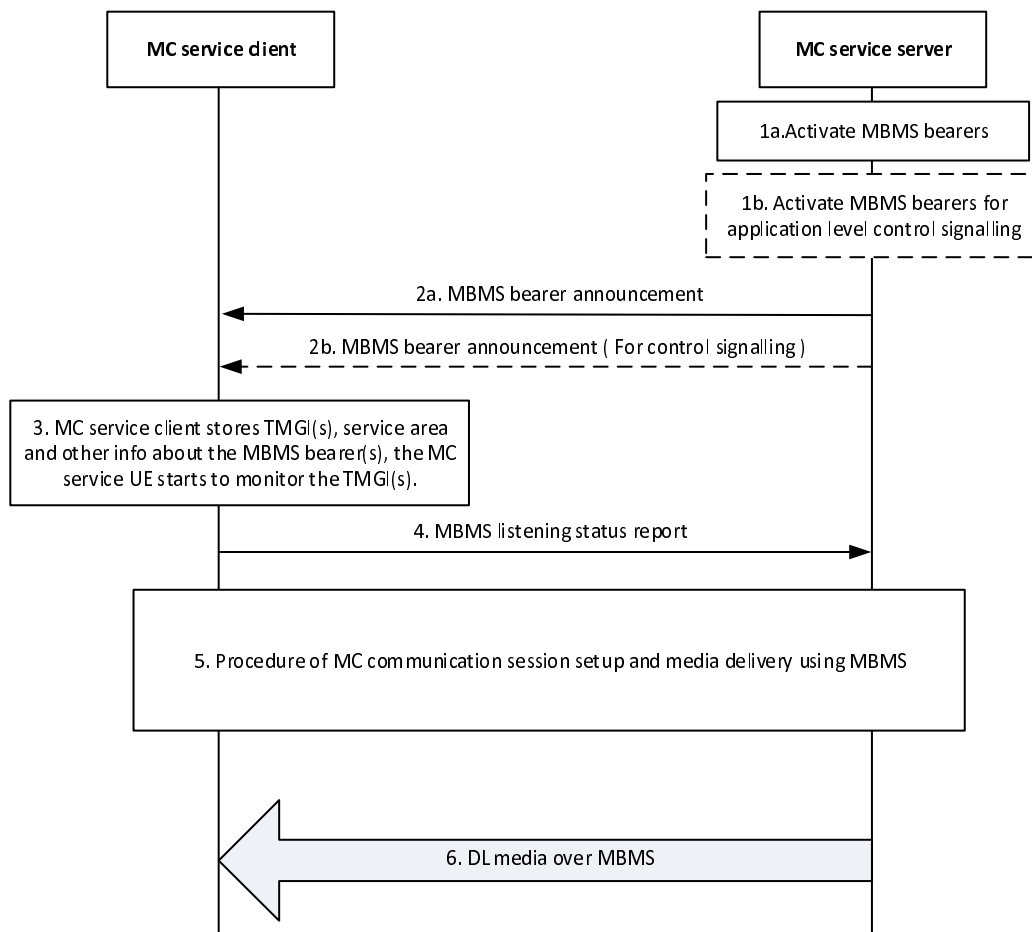 MC service client
MC service server
1a.Activate MBMS bearers
1b. Activate MBMS bearers for
application level control signalling
2a. MBMS bearer announcement
2b. MBMS bearer announcement ( For control signalling )
3. MC service client stores TMGI(s), service area
and other info about the MBMS bearer(s), the MC
service UE starts to monitor the TMGI(s).
4. MBMS listening status report
5. Procedure of MC communication session setup and media delivery using MBMS
6. DL media over MBMS